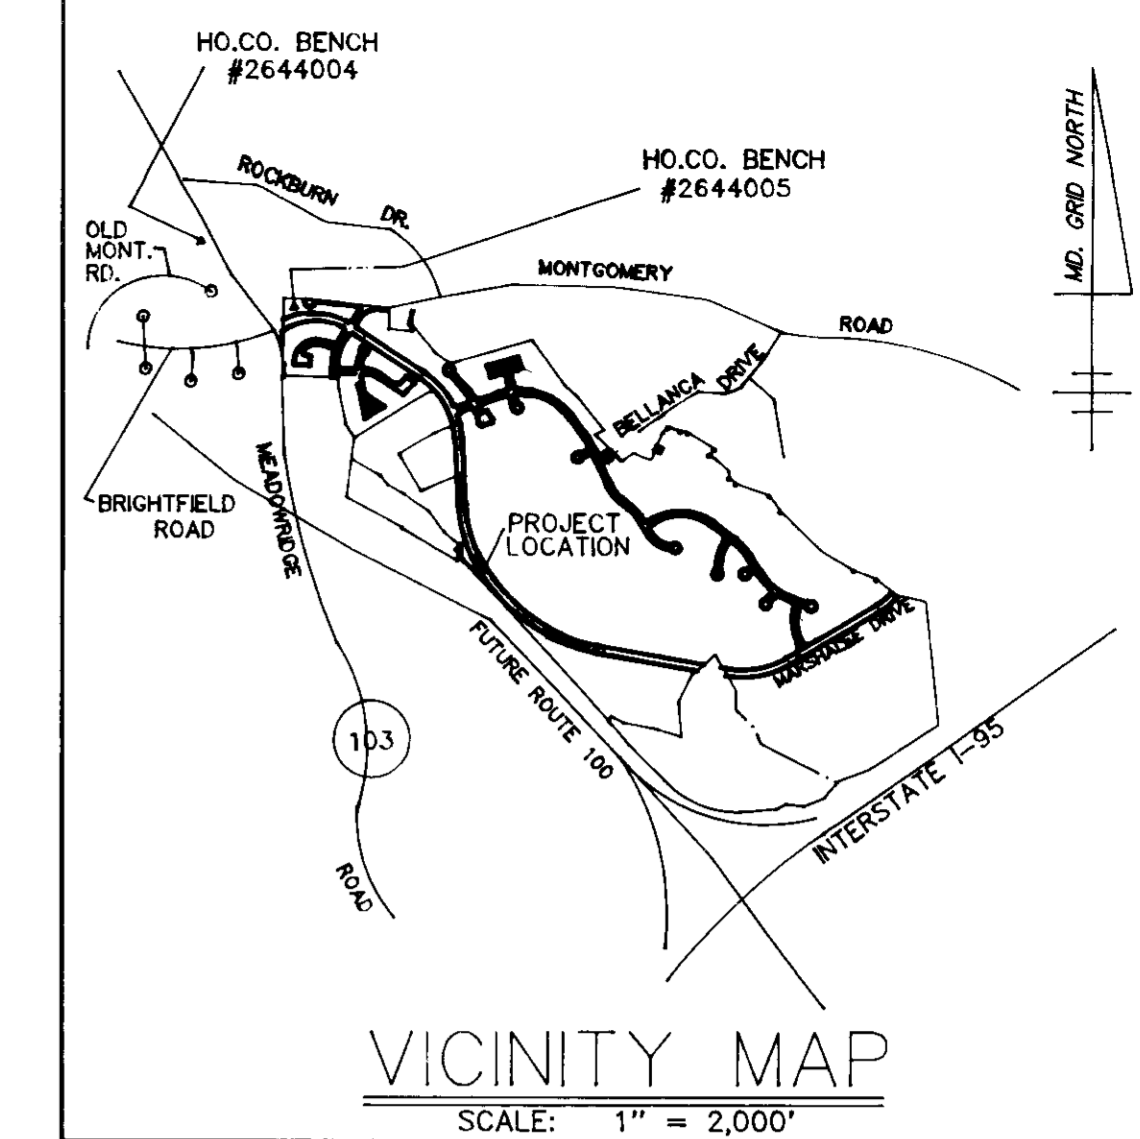 HO.CO. BENCH
#2644004
ROCKBURN DR.
HO.CO. BENCH
#2644005
MD. GRID NORTH
OLD
MONT.
RD.
MONTGOMERY ROAD
BELLANCA DRIVE
BRIGHTFIELD
ROAD
MEADOWRIDGE
PROJECT
LOCATION
MARSHALEE DRIVE
FUTURE ROUTE 100
103
INTERSTATE I-95
ROAD
VICINITY MAP
SCALE: 1" = 2,000'